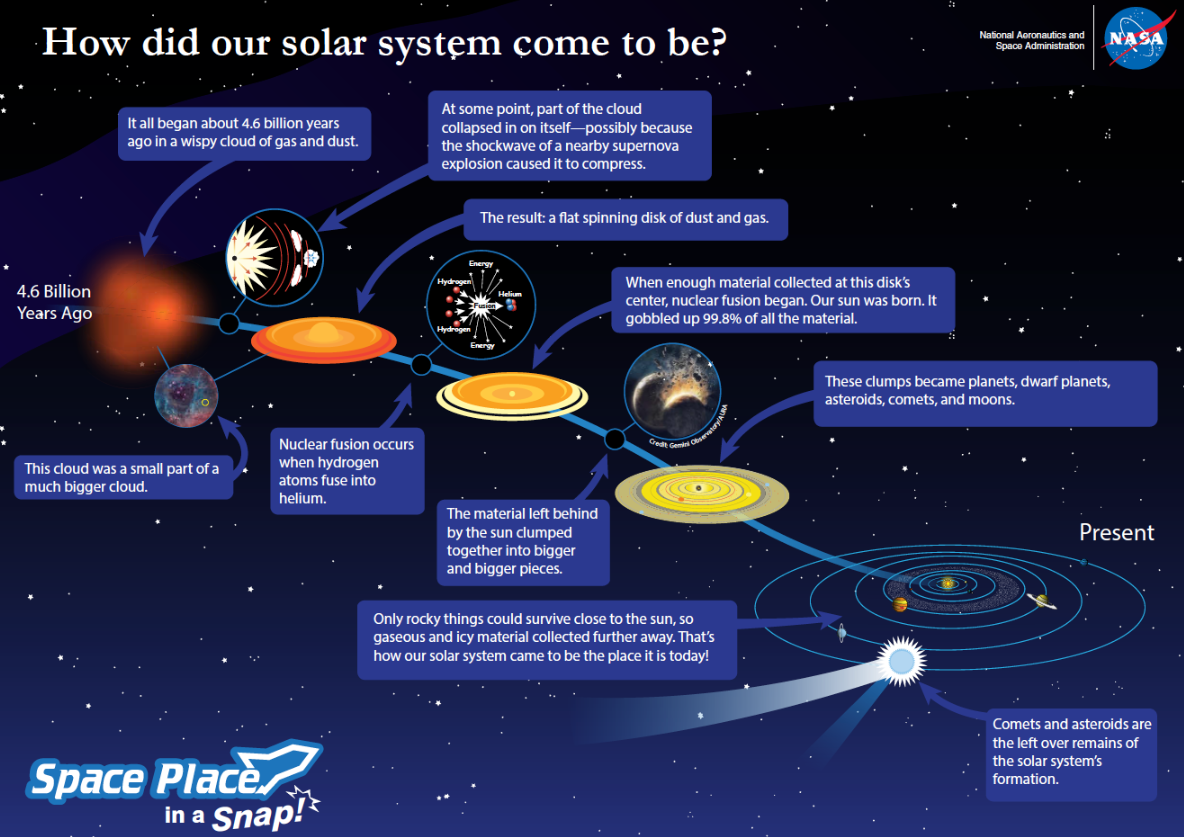 How did our solar system come to be?
National Aeronautics and
Space Administration
NASA
It all began about 4.6 billion years
ago in a wispy cloud of gas and dust.
At some point, part of the cloud
collapsed in on itself—possibly because
the shockwave of a nearby supernova
explosion caused it to compress.
The result: a flat spinning disk of dust and gas.
4.6 Billion
Years Ago
Energy
Hydrogen
Helium
Fusion
Hydrogen
Energy
When enough material collected at this disk's
center, nuclear fusion began. Our sun was born. It
gobbled up 99.8% of all the material.
These clumps became planets, dwarf planets,
asteroids, comets, and moons.
Credit: Gemini Observatory/AURA
This cloud was a small part of a
much bigger cloud.
Nuclear fusion occurs
when hydrogen
atoms fuse into
helium.
The material left behind
by the sun clumped
together into bigger
and bigger pieces.
Present
Only rocky things could survive close to the sun, so
gaseous and icy material collected further away. That's
how our solar system came to be the place it is today!
Comets and asteroids are
the left over remains of
the solar system's
formation.
Space Place
in a Snap!